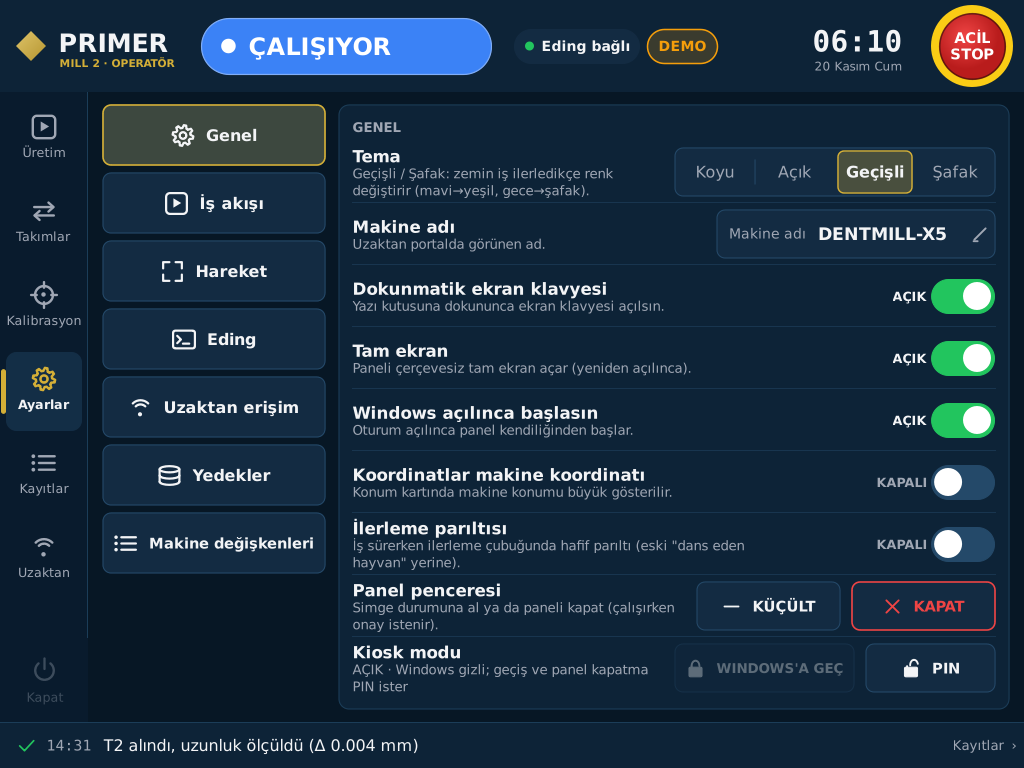 PRIMER
MILL 2 · OPERATÖR
ÇALIŞIYOR
Eding bağlı
DEMO
06:10
20 Kasım Cum
ACİL
STOP
Üretim
Takımlar
Kalibrasyon
Ayarlar
Kayıtlar
Uzaktan
Kapat
Genel
İş akışı
Hareket
Eding
Uzaktan erişim
Yedekler
Makine değişkenleri
GENEL
Tema
Geçişli / Şafak: zemin iş ilerledikçe renk
değiştirir (mavi→yeşil, gece→şafak).
Koyu
Açık
Geçişli
Şafak
Makine adı
Uzaktan portalda görünen ad.
Makine adı DENTMILL-X5
Dokunmatik ekran klavyesi
Yazı kutusuna dokununca ekran klavyesi açılsın.
AÇIK
Tam ekran
Paneli çerçevesiz tam ekran açar (yeniden açılınca).
AÇIK
Windows açılınca başlasın
Oturum açılınca panel kendiliğinden başlar.
AÇIK
Koordinatlar makine koordinatı
Konum kartında makine konumu büyük gösterilir.
KAPALI
İlerleme parıltısı
İş sürerken ilerleme çubuğunda hafif parıltı (eski "dans eden
hayvan" yerine).
KAPALI
Panel penceresi
Simge durumuna al ya da paneli kapat (çalışırken
onay istenir).
KÜÇÜLT
KAPAT
Kiosk modu
AÇIK · Windows gizli; geçiş ve panel kapatma
PIN ister
WINDOWS'A GEÇ
PIN
14:31 T2 alındı, uzunluk ölçüldü (Δ 0.004 mm)
Kayıtlar ›